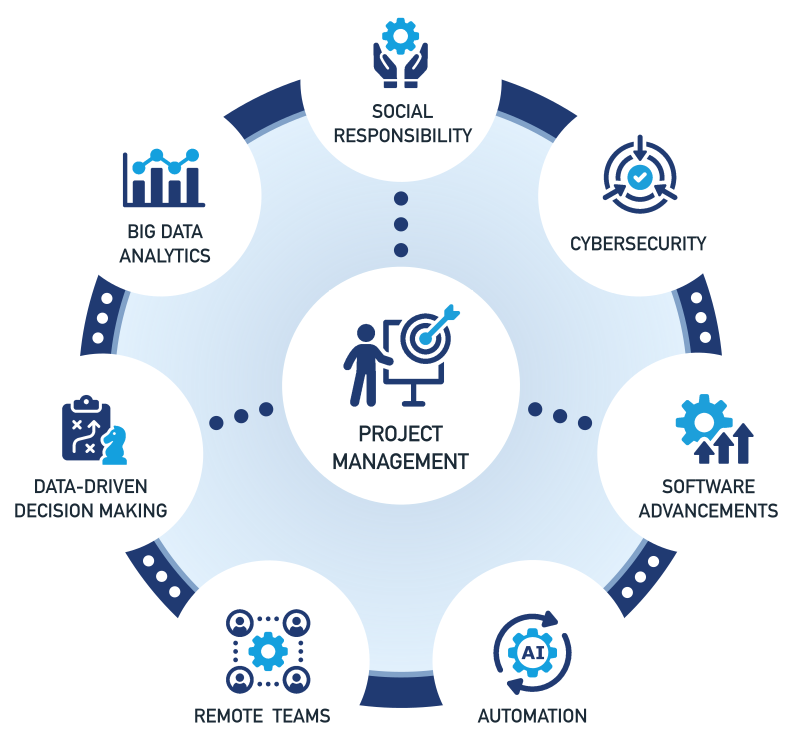 SOCIAL
RESPONSIBILITY
BIG DATA
ANALYTICS
CYBERSECURITY
PROJECT
MANAGEMENT
DATA-DRIVEN
DECISION MAKING
SOFTWARE
ADVANCEMENTS
AI
REMOTE TEAMS
AUTOMATION